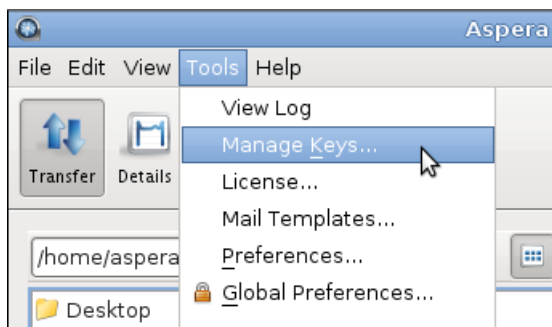 Aspera
File Edit View Tools Help
View Log
Manage Keys...
Transfer Details
License...
Mail Templates...
/home/aspera
Preferences...
Global Preferences...
Desktop